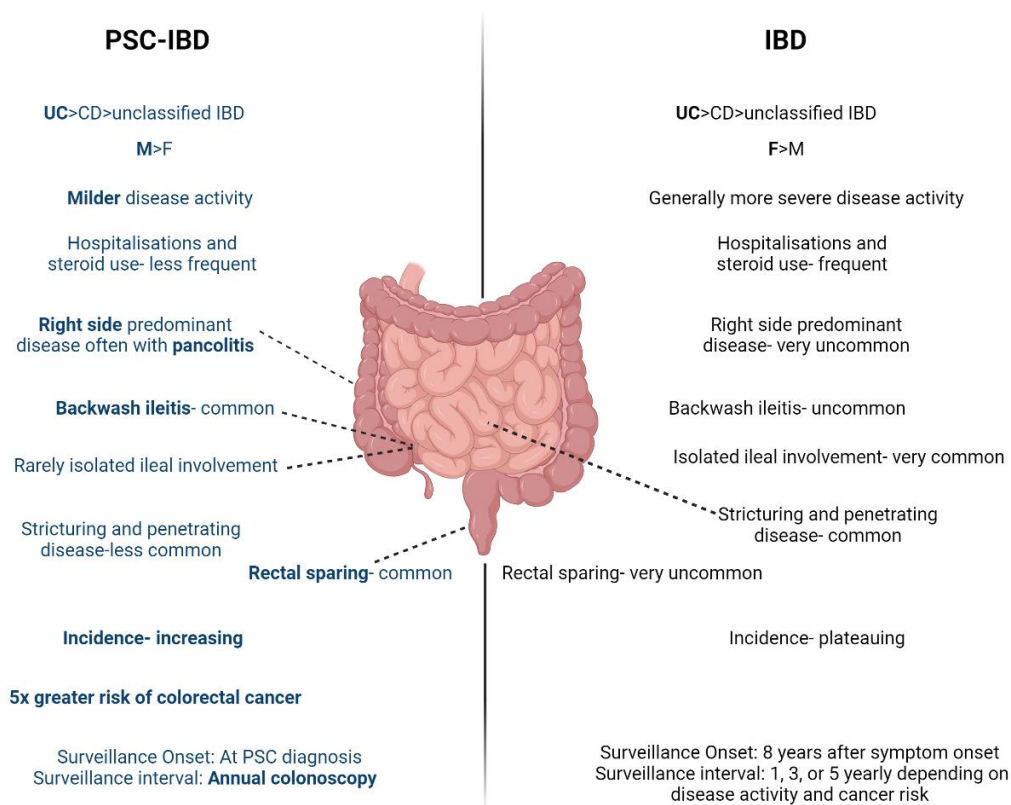 PSC-IBD
UC>CD>unclassified IBD
M>F
Milder disease activity
Hospitalisations and
steroid use- less frequent
Right side predominant
disease often with pancolitis
Backwash ileitis- common
Rarely isolated ileal involvement
Stricturing and penetrating
disease-less common
Rectal sparing- common
Incidence- increasing
5x greater risk of colorectal cancer
Surveillance Onset: At PSC diagnosis
Surveillance interval: Annual colonoscopy
IBD
UC>CD>unclassified IBD
F>M
Generally more severe disease activity
Hospitalisations and
steroid use- frequent
Right side predominant
disease- very uncommon
Backwash ileitis- uncommon
Isolated ileal involvement- very common
Stricturing and penetrating
disease- common
Rectal sparing- very uncommon
Incidence- plateauing
Surveillance Onset: 8 years after symptom onset
Surveillance interval: 1, 3, or 5 yearly depending on
disease activity and cancer risk